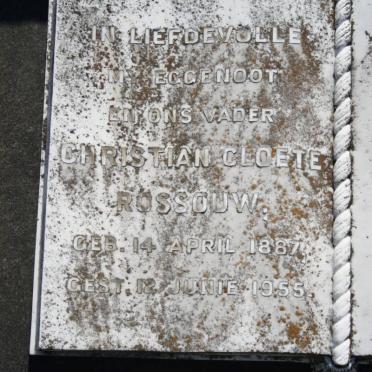 IN LIEFDEVOLLE
EGGENOOT
ONS VADER
CHRISTIAN CLOETE
ROSSOUW.
GEB. 14 APRIL 1887.
GEST. 12 JUNIE 1955.